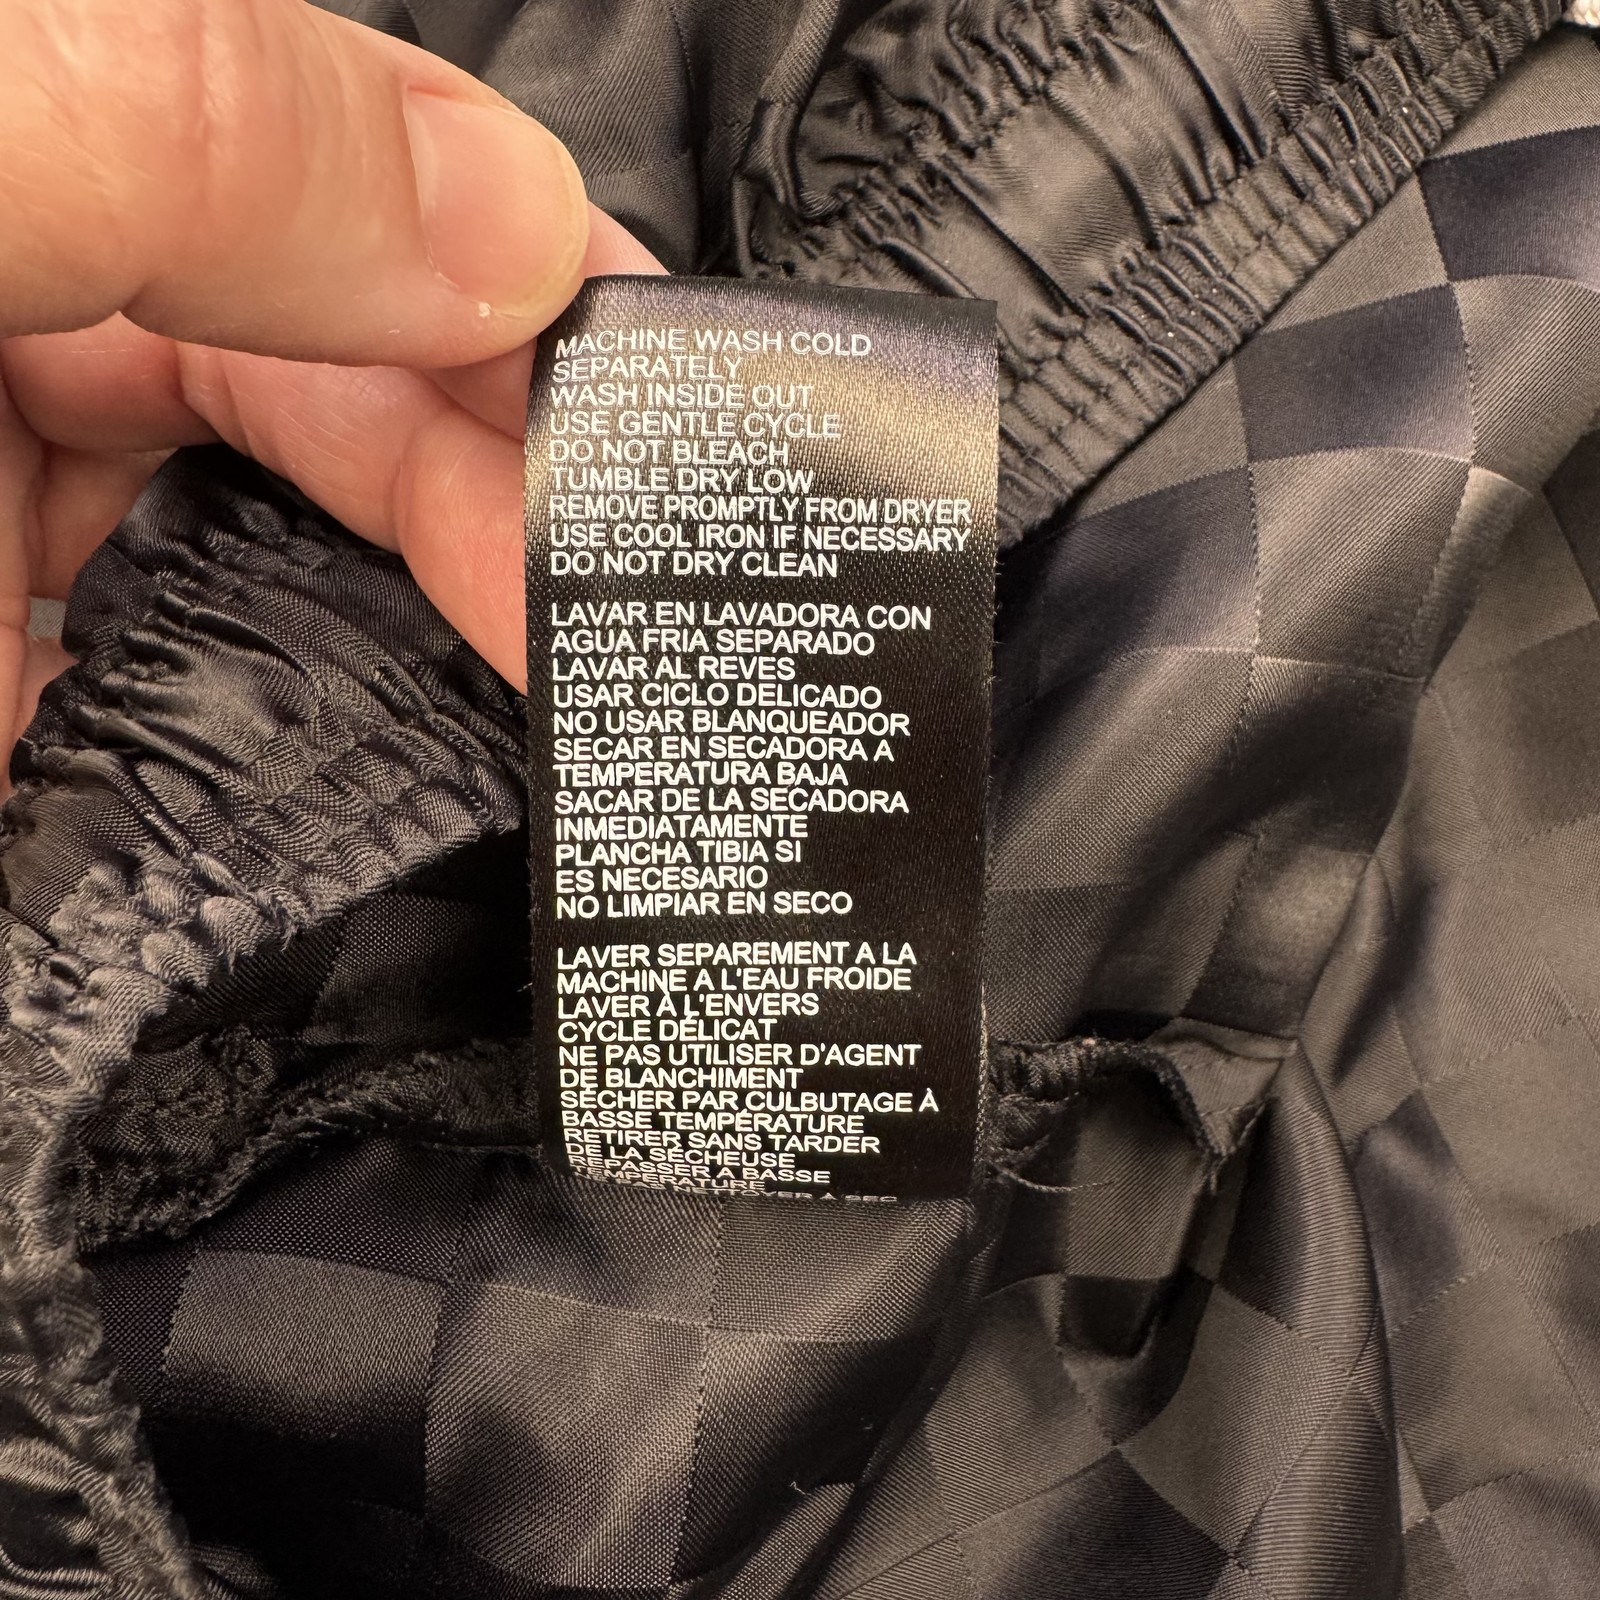 MACHINE WASH COLD
SEPARATELY
WASH INSIDE OUT
USE GENTLE CYCLE
DO NOT BLEACH
TUMBLE DRY LOW
REMOVE PROMPTLY FROM DRYER
USE COOL IRON IF NECESSARY
DO NOT DRY CLEAN
LAVAR EN LAVADORA CON
AGUA FRIA SEPARADO
LAVAR AL REVES
USAR CICLO DELICADO
NO USAR BLANQUEADOR
SECAR EN SECADORA A
TEMPERATURA BAJA
SACAR DE LA SECADORA
INMEDIATAMENTE
PLANCHA TIBIA SI
ES NECESARIO
NO LIMPIAR EN SECO
LAVER SEPAREMENT A LA
MACHINE A L'EAU FROIDE
LAVER À L'ENVERS
CYCLE DÉLICAT
NE PAS UTILISER D'AGENT
DE BLANCHIMENT
SÉCHER PAR CULBUTAGE À
BASSE TEMPÉRATURE
RETIRER SANS TARDER
DE LA SÉCHEUSE
REPASSER A BASSE
TEMPÉRATURE
NETTOYER À SEC